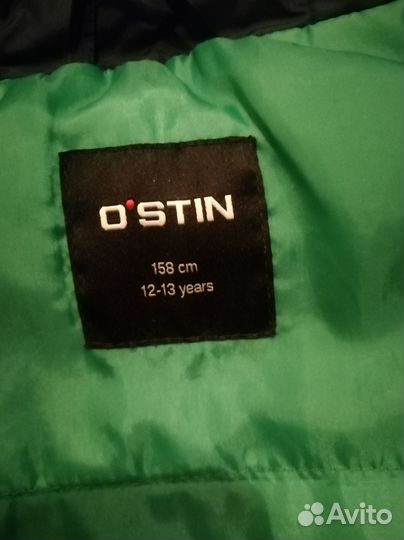 O'STIN
158 cm
12-13 years
Avito